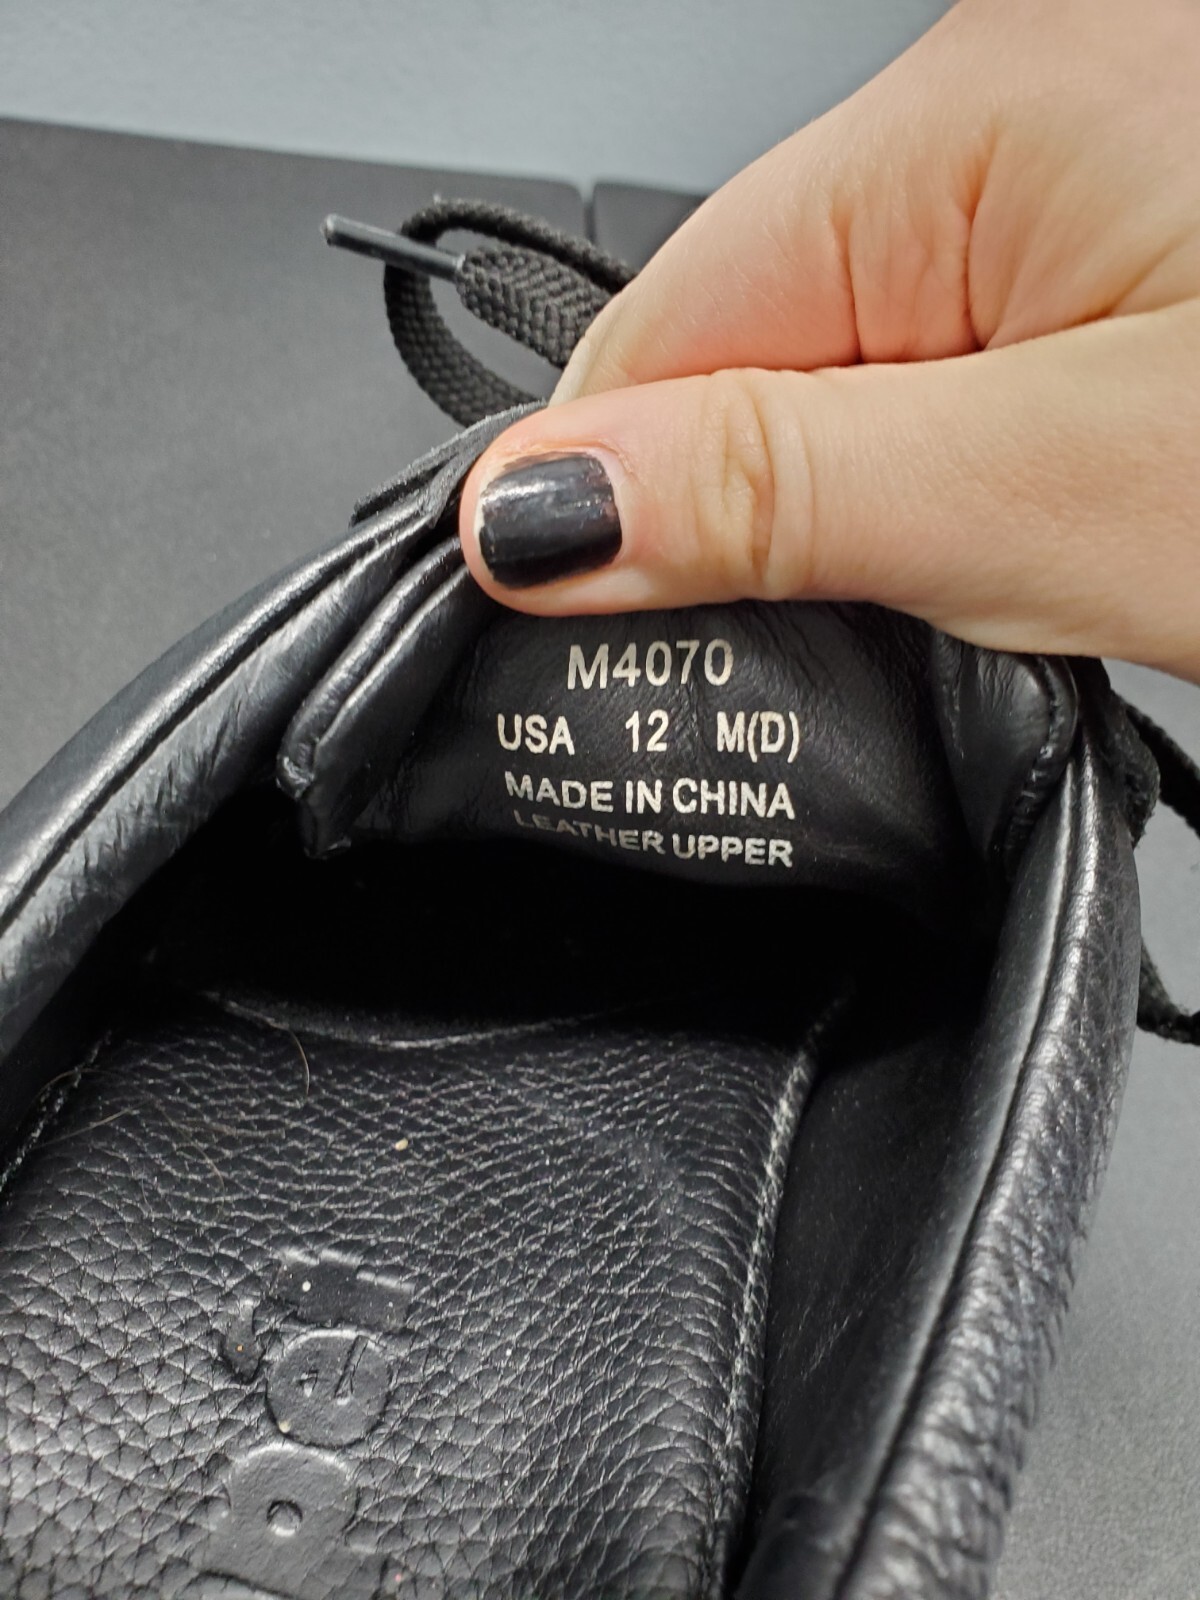 M4070
USA 12 M(D)
MADE IN CHINA
LEATHER UPPER